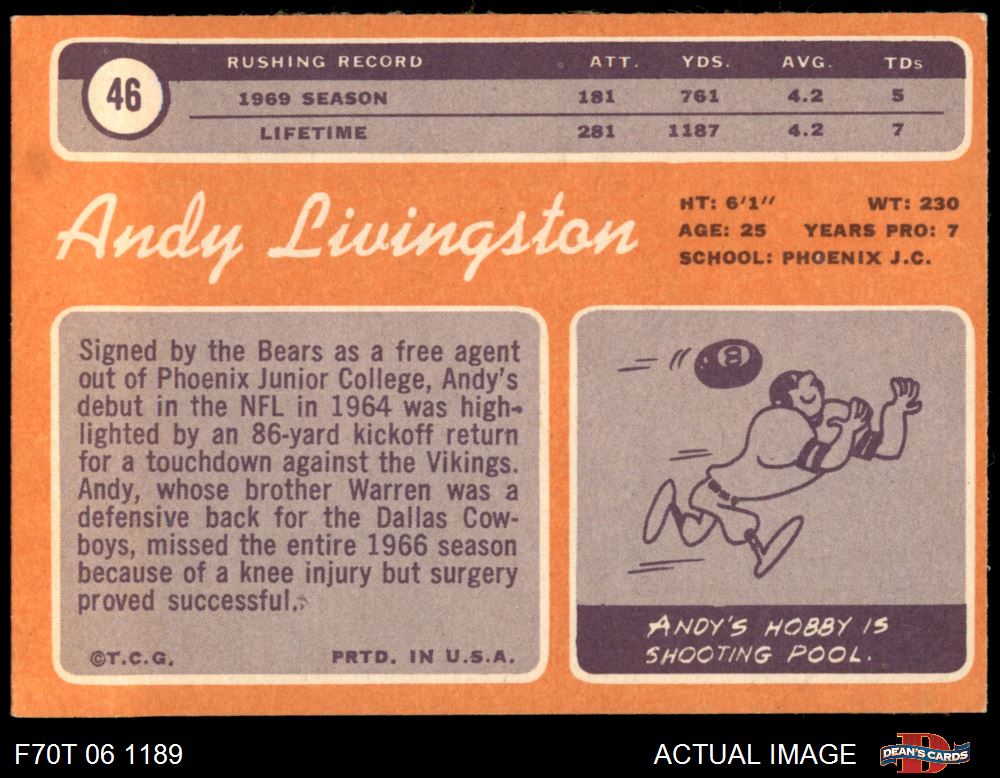 46
RUSHING RECORD ATT. YDS. AVG. TDs
1969 SEASON 181 761 4.2 5
LIFETIME 281 1187 4.2 7
Andy Livingston
HT: 6'1" WT: 230
AGE: 25 YEARS PRO: 7
SCHOOL: PHOENIX J.C.
Signed by the Bears as a free agent
out of Phoenix Junior College, Andy's
debut in the NFL in 1964 was high-
lighted by an 86-yard kickoff return
for a touchdown against the Vikings.
Andy, whose brother Warren was a
defensive back for the Dallas Cow-
boys, missed the entire 1966 season
because of a knee injury but surgery
proved successful.
©T.C.G. PRTD. IN U.S.A.
8
ANDY'S HOBBY IS
SHOOTING POOL.
F70T 06 1189 ACTUAL IMAGE
D
DEAN'S CARDS